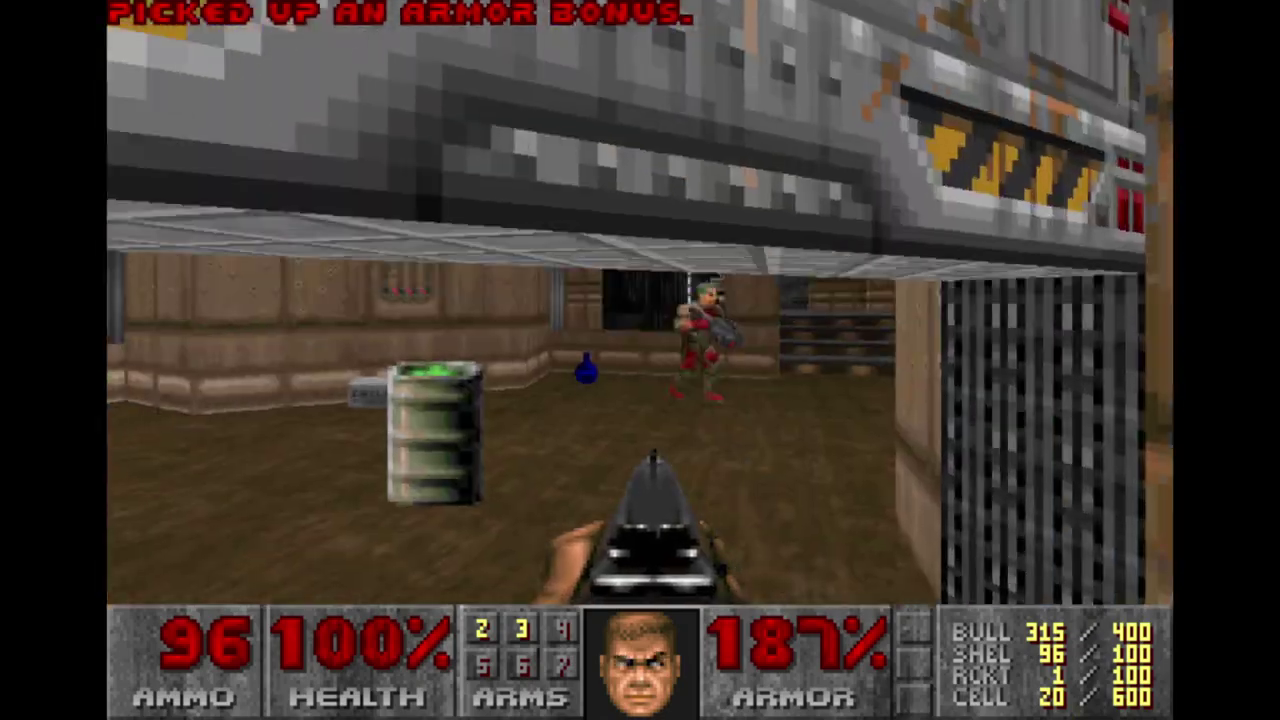 PICKED UP AN ARMOR BONUS.
96 100% 2 3 4 187% BULL 315 / 400
SHEL 96 / 100
5 6 7 RCKT 1 / 100
AMMO HEALTH ARMS ARMOR CELL 20 / 600